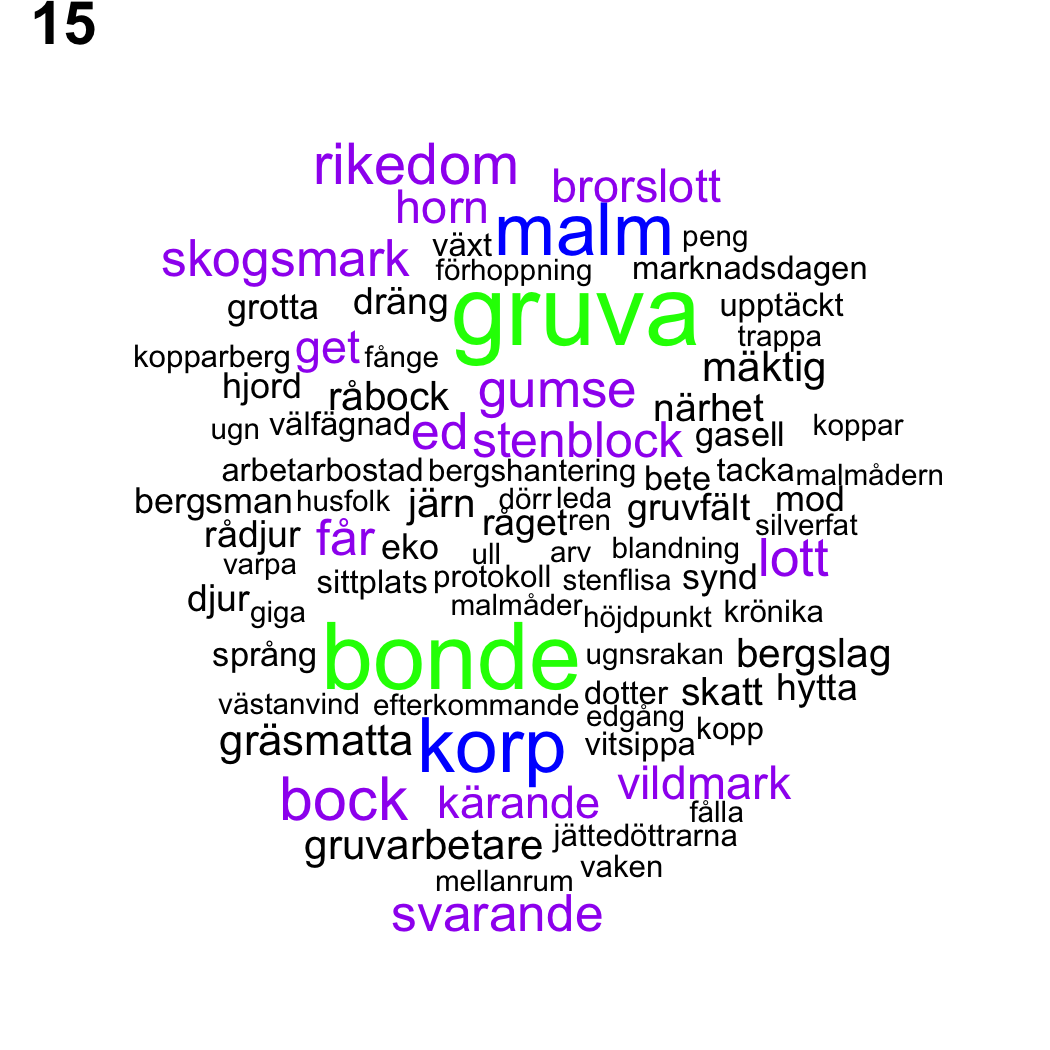 15
rikedom
brorslott
horn malm peng
växt
skogsmark förhoppning marknadsdagen
grotta dräng gruva upptäckt
trappa
kopparberg get fånge mäktig
hjord råbock gumse närhet
ugn välfägnad ed stenblock gasell koppar
arbetarbostad bergshantering bete tacka malmådern
bergsman husfolk järn dörr leda gruvfält mod
rådjur får eko råget ren silverfat
varpa ull arv blandning lott
sittplats protokoll stenflisa synd
djur giga malmåder höjdpunkt krönika
språng bonde ugnsrakan bergslag
västanvind efterkommande dotter skatt hytta
edgång
gräsmatta korp vitsippa kopp
bock kärande vildmark
fålla
gruvarbetare jättedöttrarna
mellanrum vaken
svarande